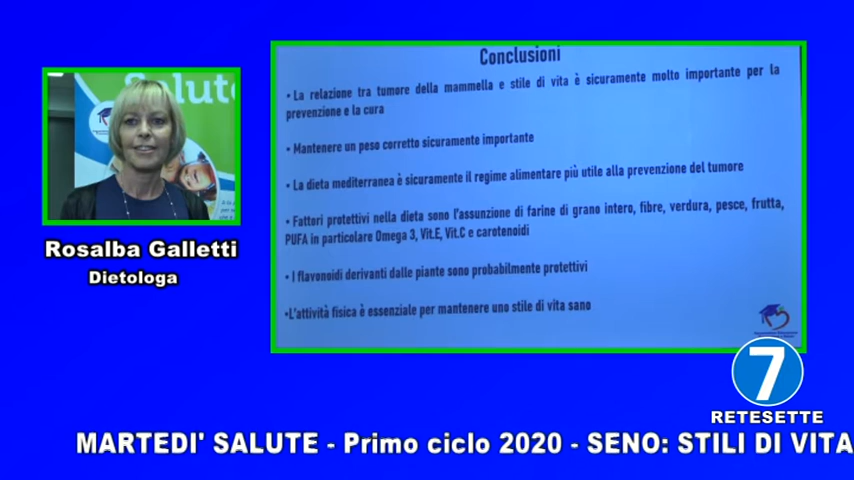 Salute
Rosalba Galletti
Dietologa
Conclusioni
• La relazione tra tumore della mammella e stile di vita è sicuramente molto importante per la
prevenzione e la cura
• Mantenere un peso corretto sicuramente importante
• La dieta mediterranea è sicuramente il regime alimentare più utile alla prevenzione del tumore
• Fattori protettivi nella dieta sono l'assunzione di farine di grano intero, fibre, verdura, pesce, frutta,
PUFA in particolare Omega 3, Vit.E, Vit.C e carotenoidi
• I flavonoidi derivanti dalle piante sono probabilmente protettivi
•L'attività fisica è essenziale per mantenere uno stile di vita sano
7
RETESETTE
MARTEDI' SALUTE - Primo ciclo 2020 - SENO: STILI DI VITA